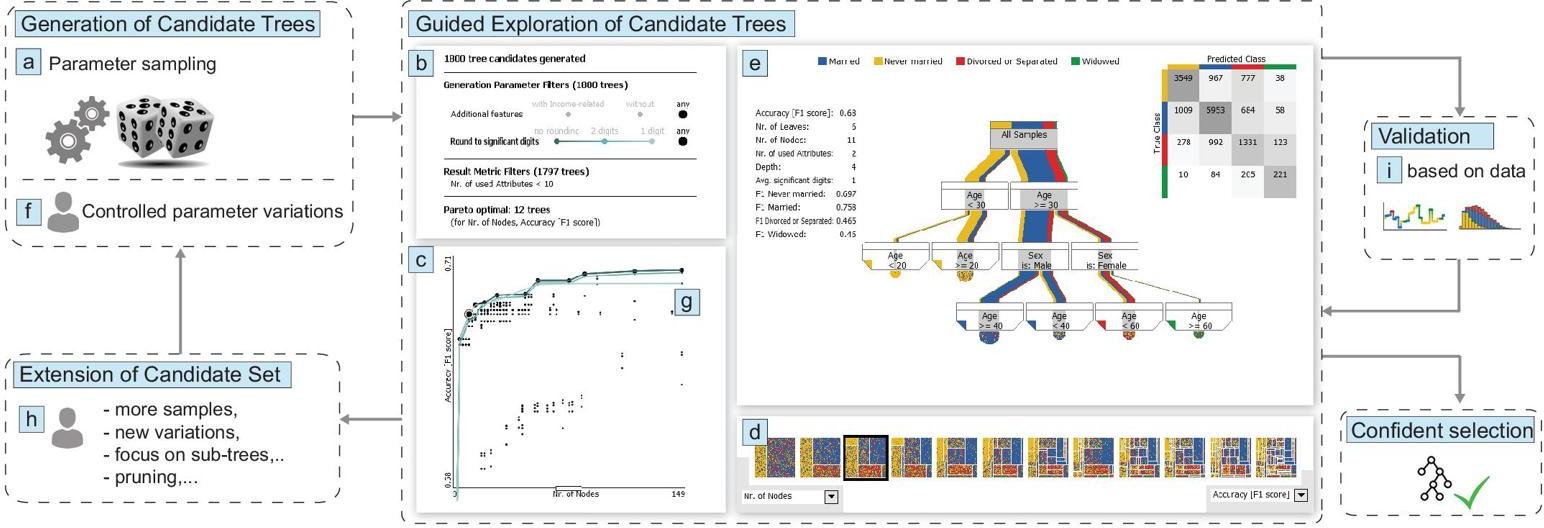 Generation of Candidate Trees
a Parameter sampling
f Controlled parameter variations
Extension of Candidate Set
h
- more samples,
- new variations,
- focus on sub-trees,..
- pruning,...
Guided Exploration of Candidate Trees
b
1800 tree candidates generated
Generation Parameter Filters (1800 trees)
with Income-related without any
Additional features
no rounding 2 digits 1 digit any
Round to significant digits
Result Metric Filters (1797 trees)
Nr. of used Attributes < 10
Pareto optimal: 12 trees
(for Nr. of Nodes, Accuracy [F1 score])
c
g
0.71
Accuracy [F1 score]
0.38
0 Nr. of Nodes 149
e
Married Never married Divorced or Separated Widowed
Accuracy [F1 score]: 0.63
Nr. of Leaves: 6
Nr. of Nodes: 11
Nr. of used Attributes: 2
Depth: 4
Avg. significant digits: 1
F1 Never married: 0.697
F1 Married: 0.758
F1 Divorced or Separated: 0.465
F1 Widowed: 0.45
All Samples
Age < 30
Age >= 30
Age < 20
Age >= 20
Sex is: Male
Sex is: Female
Age >= 40
Age < 40
Age < 60
Age >= 60
Predicted Class
True Class
3549 967 777 38
1009 5953 664 58
278 992 1331 123
10 84 205 221
d
Nr. of Nodes
Accuracy [F1 score]
Validation
i based on data
Confident selection